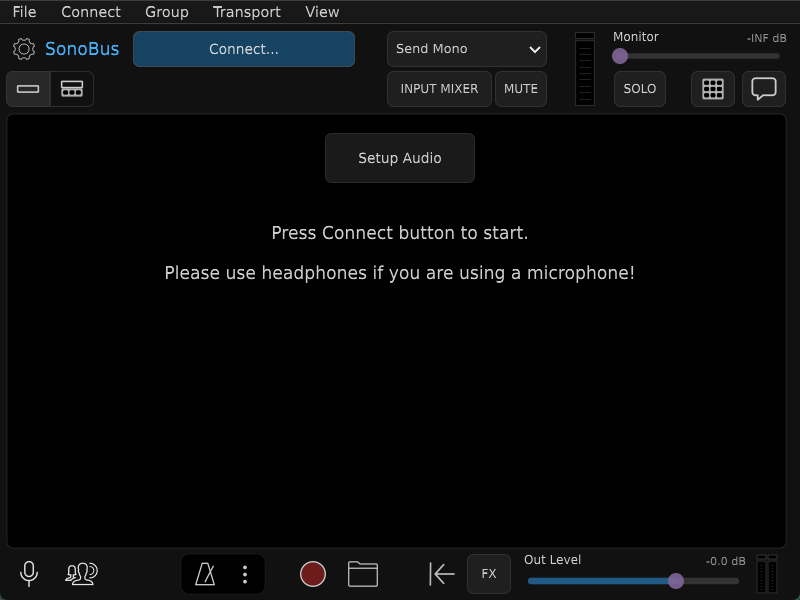 File Connect Group Transport View
SonoBus
Connect...
Send Mono
Monitor
-INF dB
INPUT MIXER
MUTE
SOLO
Setup Audio
Press Connect button to start.
Please use headphones if you are using a microphone!
FX
Out Level
-0.0 dB